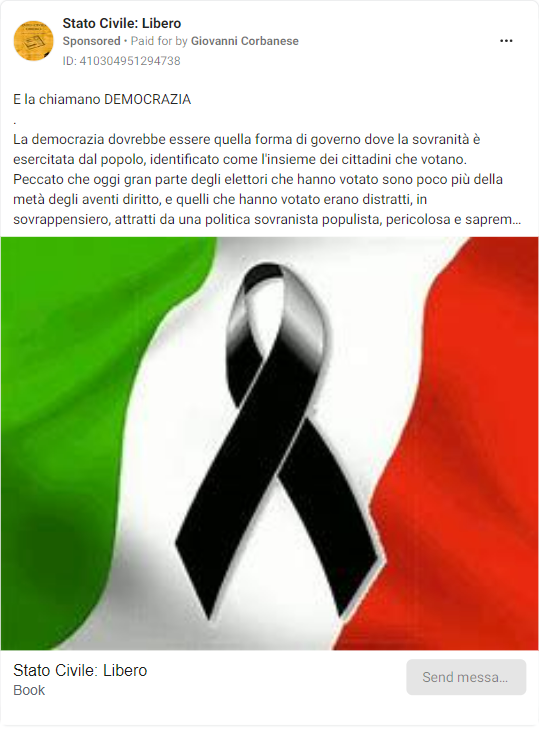 Stato Civile: Libero
Sponsored • Paid for by Giovanni Corbanese
ID: 410304951294738
E la chiamano DEMOCRAZIA
.
La democrazia dovrebbe essere quella forma di governo dove la sovranità è
esercitata dal popolo, identificato come l'insieme dei cittadini che votano.
Peccato che oggi gran parte degli elettori che hanno votato sono poco più della
metà degli aventi diritto, e quelli che hanno votato erano distratti, in
sovrappensiero, attratti da una politica sovranista populista, pericolosa e saprem...
Stato Civile: Libero
Book
Send messa...